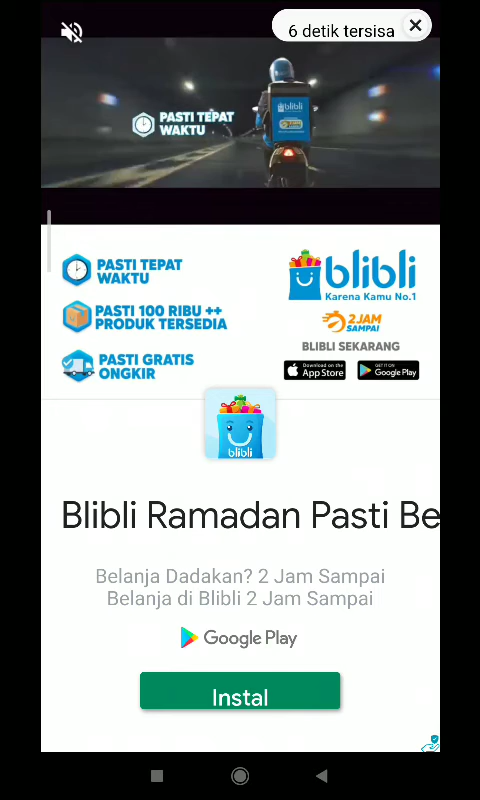 6 detik tersisa
blibli
PASTI TEPAT
WAKTU
PASTI TEPAT
WAKTU
PASTI 100 RIBU ++
PRODUK TERSEDIA
PASTI GRATIS
ONGKIR
blibli
Karena Kamu No.1
2 JAM
SAMPAI
BLIBLI SEKARANG
Download on the
App Store
GET IT ON
Google Play
blibli
Blibli Ramadan Pasti Be
Belanja Dadakan? 2 Jam Sampai
Belanja di Blibli 2 Jam Sampai
Google Play
Instal